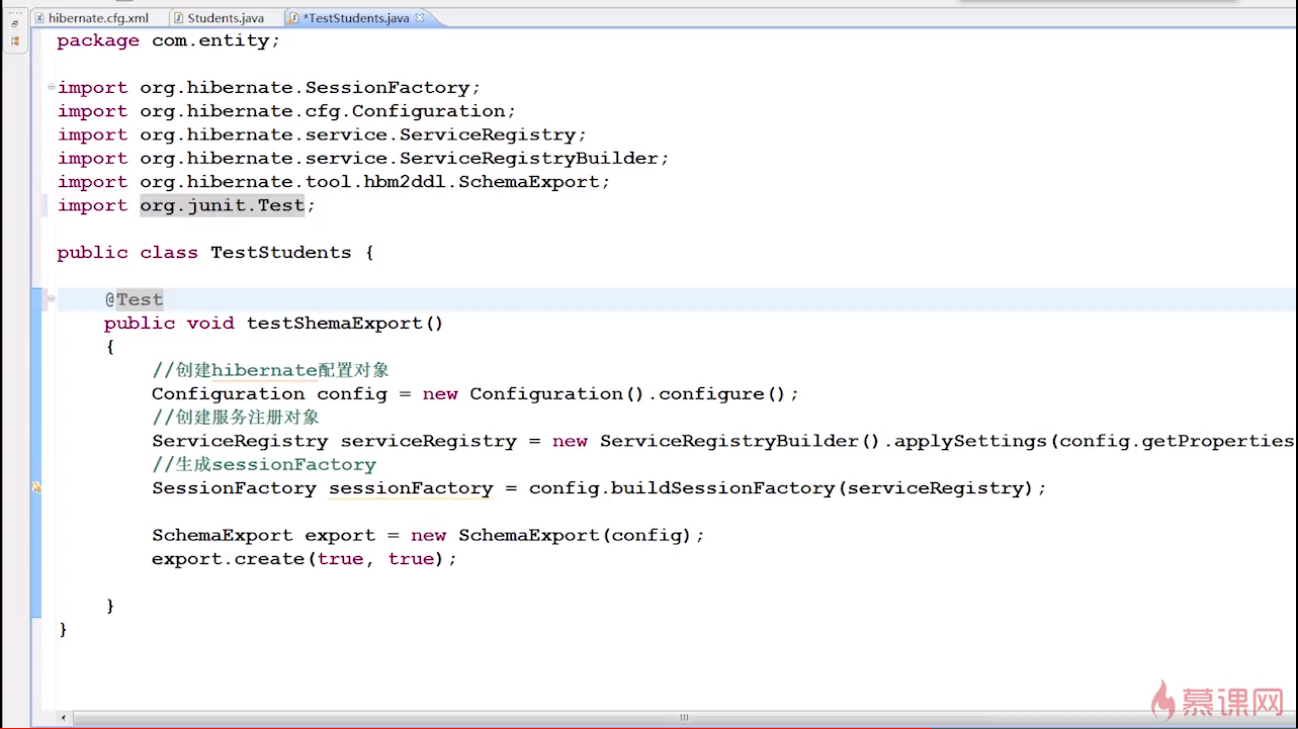 hibernate.cfg.xml Students.java *TestStudents.java
package com.entity;
import org.hibernate.SessionFactory;
import org.hibernate.cfg.Configuration;
import org.hibernate.service.ServiceRegistry;
import org.hibernate.service.ServiceRegistryBuilder;
import org.hibernate.tool.hbm2ddl.SchemaExport;
import org.junit.Test;
public class TestStudents {
@Test
public void testShemaExport()
{
//创建hibernate配置对象
Configuration config = new Configuration().configure();
//创建服务注册对象
ServiceRegistry serviceRegistry = new ServiceRegistryBuilder().applySettings(config.getProperties
//生成sessionFactory
SessionFactory sessionFactory = config.buildSessionFactory(serviceRegistry);
SchemaExport export = new SchemaExport(config);
export.create(true, true);
}
}
慕课网